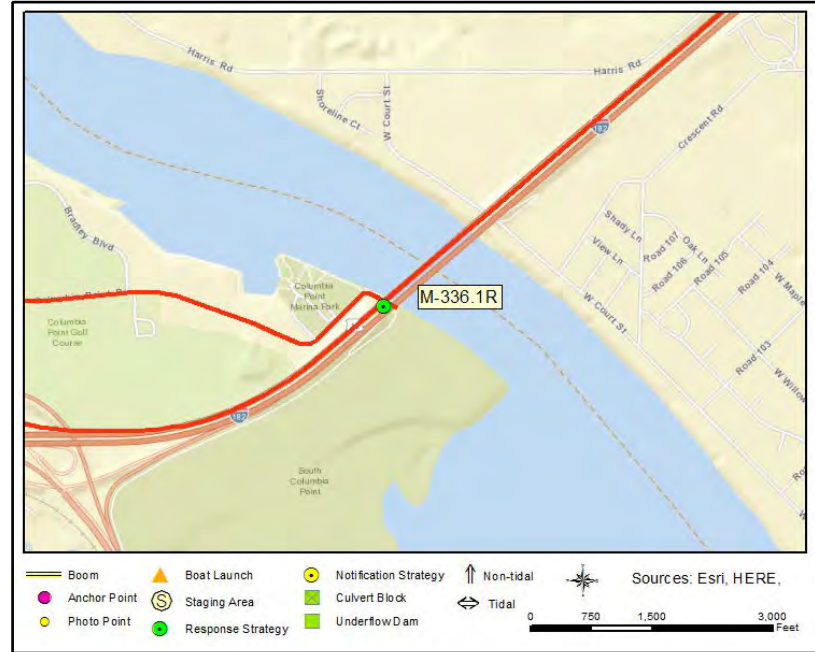 Harris Rd
Harris Rd
Shoreline Ct
W Court St
182
Crescent Rd
Bradley Blvd
Shady Ln
View Ln
Road 107
Road 106
Oak Ln
Road 105
Road 104
W Maple
Columbia
Point
Marina Park
M-336.1R
W Court St
Columbia
Point Golf
Course
Road 103
W Willow
182
South
Columbia
Point
Boom
Boat Launch
Notification Strategy
Non-tidal
Sources: Esri, HERE,
Anchor Point
Staging Area
S
Culvert Block
Tidal
Photo Point
Response Strategy
Underflow Dam
0 750 1,500 3,000
Feet